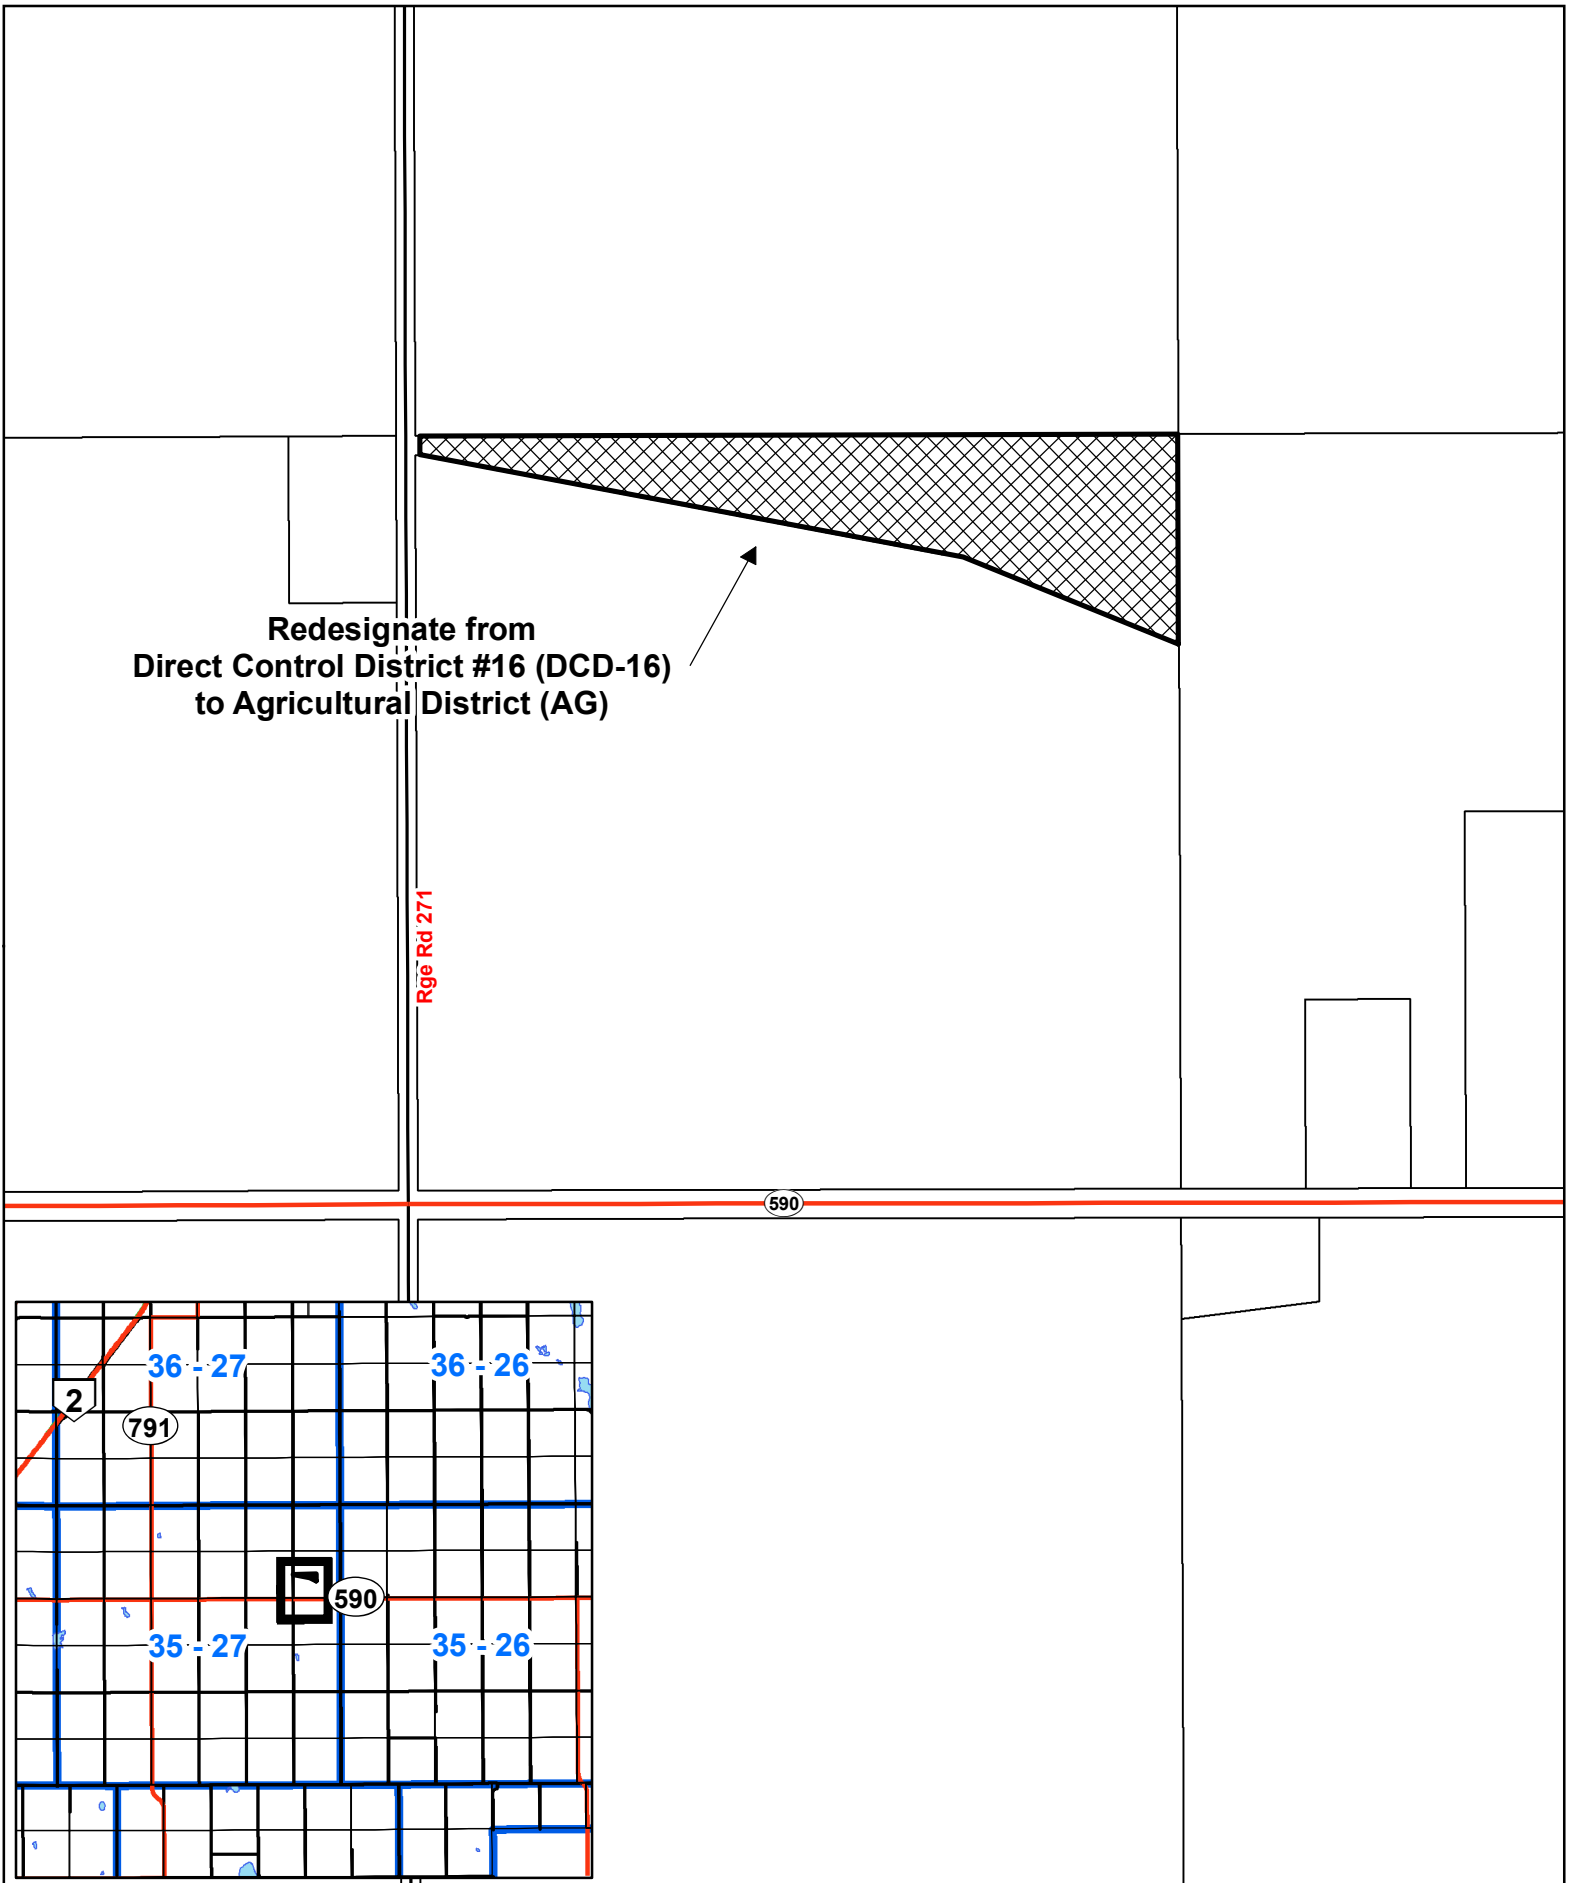 Redesignate from
Direct Control District #16 (DCD-16)
to Agricultural District (AG)
Rge Rd 271
590
36 - 27
36 - 26
2
791
590
35 - 27
35 - 26